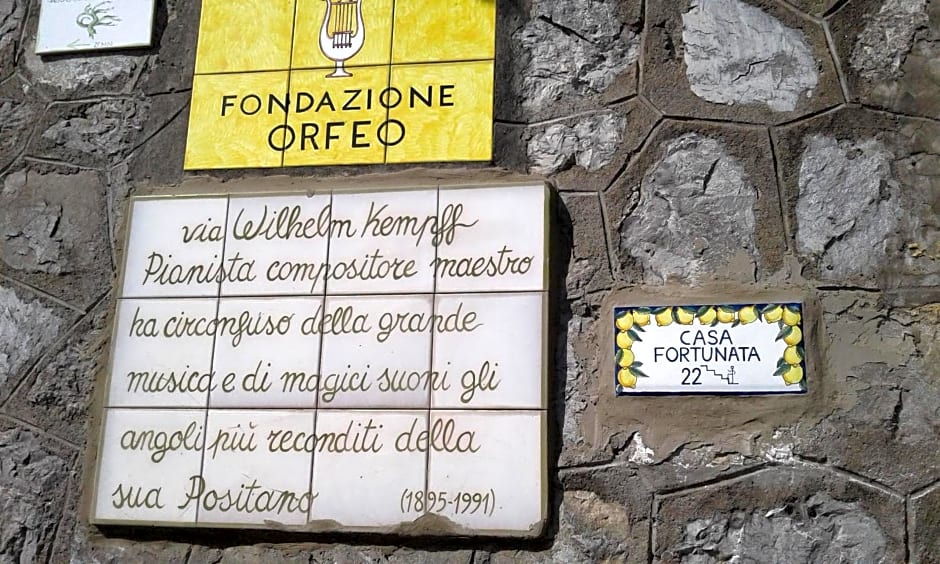 FONDAZIONE
ORFEO
via Wilhelm Kempff
Pianista compositore maestro
ha circonfuso della grande
musica e di magici suoni gli
angoli più reconditi della
sua Positano (1895-1991)
CASA
FORTUNATA
22